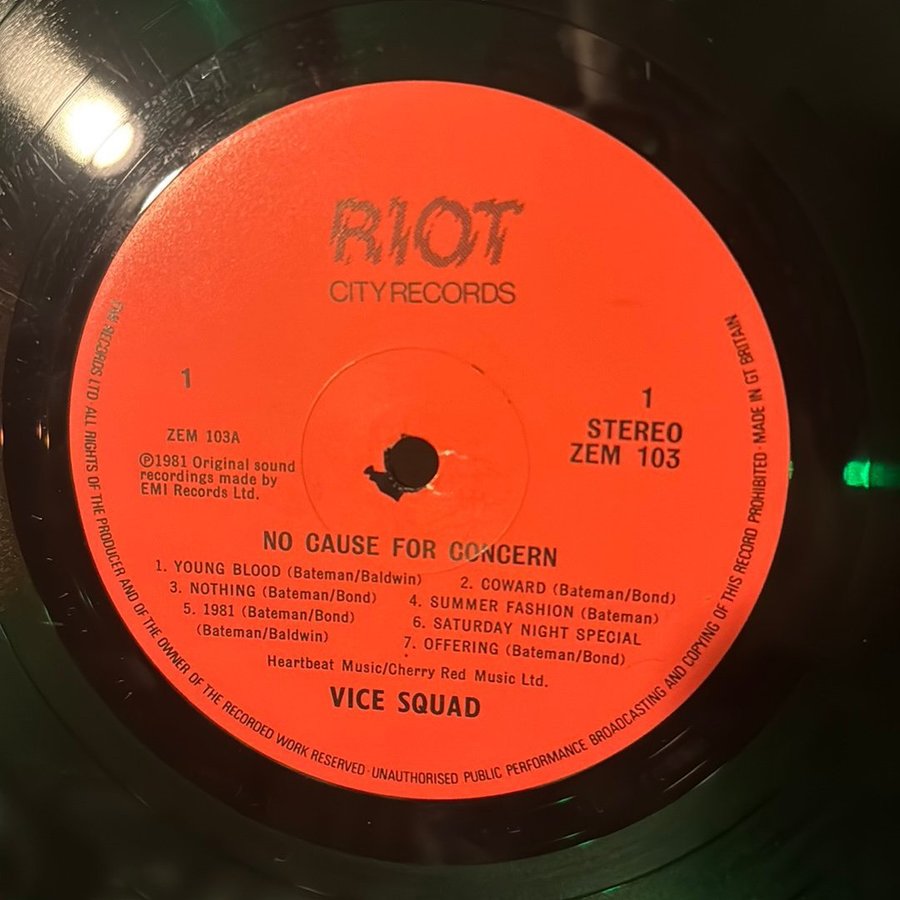 RIOT
CITY RECORDS
1
1
STEREO
ZEM 103
ZEM 103A
℗1981 Original sound
recordings made by
EMI Records Ltd.
NO CAUSE FOR CONCERN
1. YOUNG BLOOD (Bateman/Baldwin) 2. COWARD (Bateman/Bond)
3. NOTHING (Bateman/Bond) 4. SUMMER FASHION (Bateman)
5. 1981 (Bateman/Bond) 6. SATURDAY NIGHT SPECIAL
(Bateman/Baldwin) 7. OFFERING (Bateman/Bond)
Heartbeat Music/Cherry Red Music Ltd.
VICE SQUAD
RECORDS LTD · ALL RIGHTS OF THE PRODUCER AND OF THE OWNER OF THE RECORDED WORK RESERVED · UNAUTHORISED PUBLIC PERFORMANCE BROADCASTING AND COPYING OF THIS RECORD PROHIBITED · MADE IN GT BRITAIN